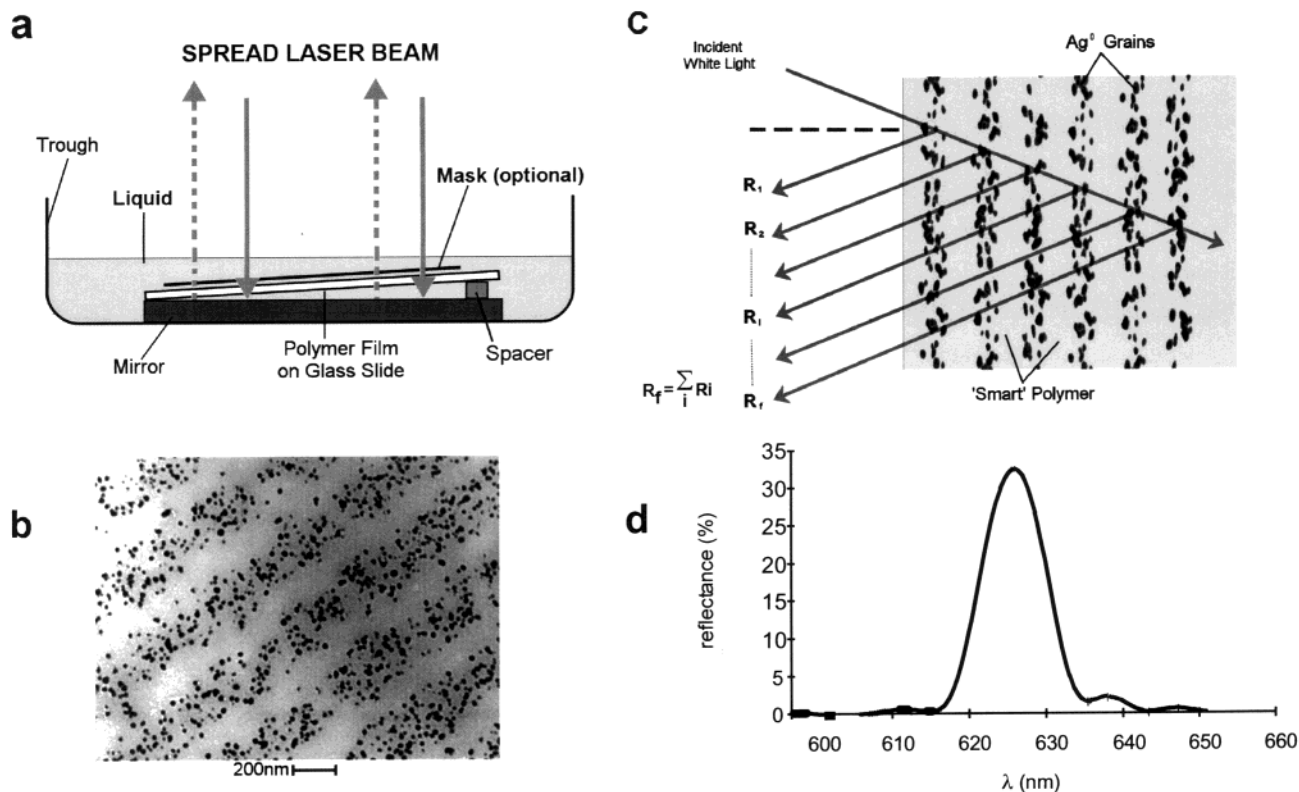 a
SPREAD LASER BEAM
Trough
Liquid
Mask (optional)
Mirror
Polymer Film
on Glass Slide
Spacer
b
200nm
c
Incident
White Light
Ag⁰ Grains
R₁
R₂
Rᵢ
R_f
R_f = ∑ Ri
i
'Smart' Polymer
d
reflectance (%)
35
30
25
20
15
10
5
0
600 610 620 630 640 650 660
λ (nm)